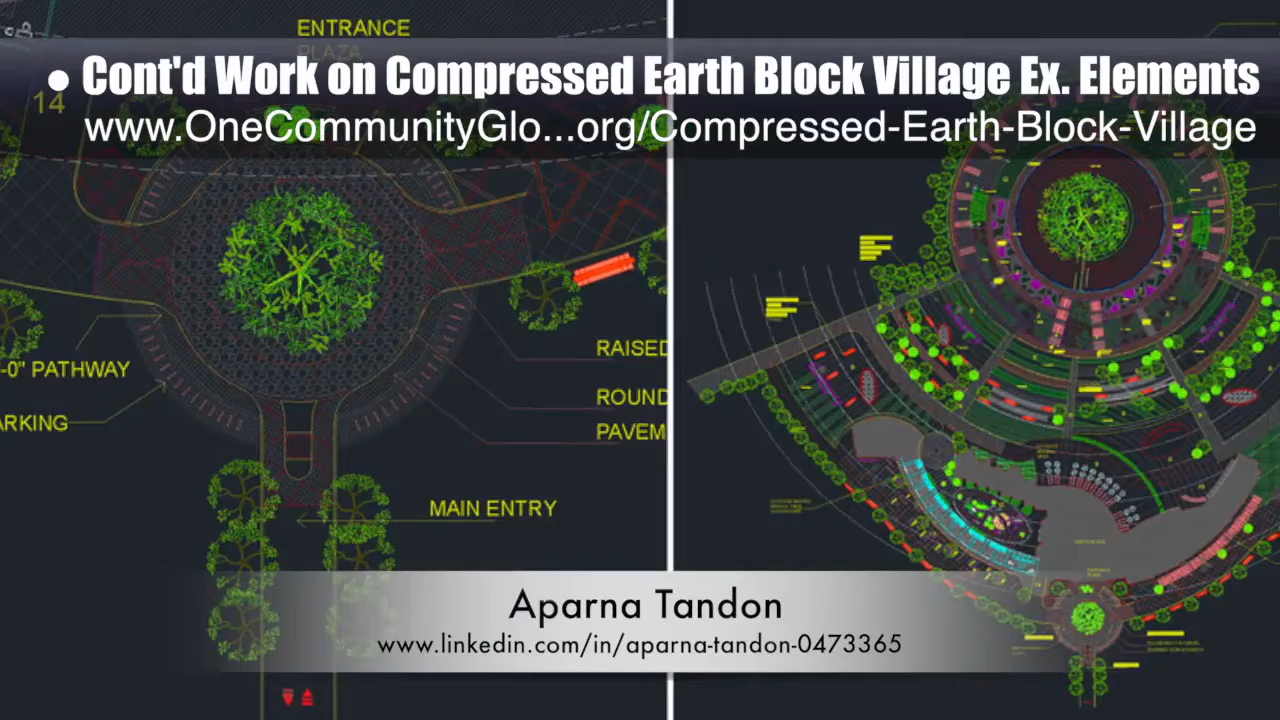 ENTRANCE
PLAZA
• Cont'd Work on Compressed Earth Block Village Ex. Elements
14
www.OneCommunityGlo...org/Compressed-Earth-Block-Village
RAISED
-0" PATHWAY
ROUND
ARKING
PAVEM
MAIN ENTRY
Aparna Tandon
www.linkedin.com/in/aparna-tandon-0473365